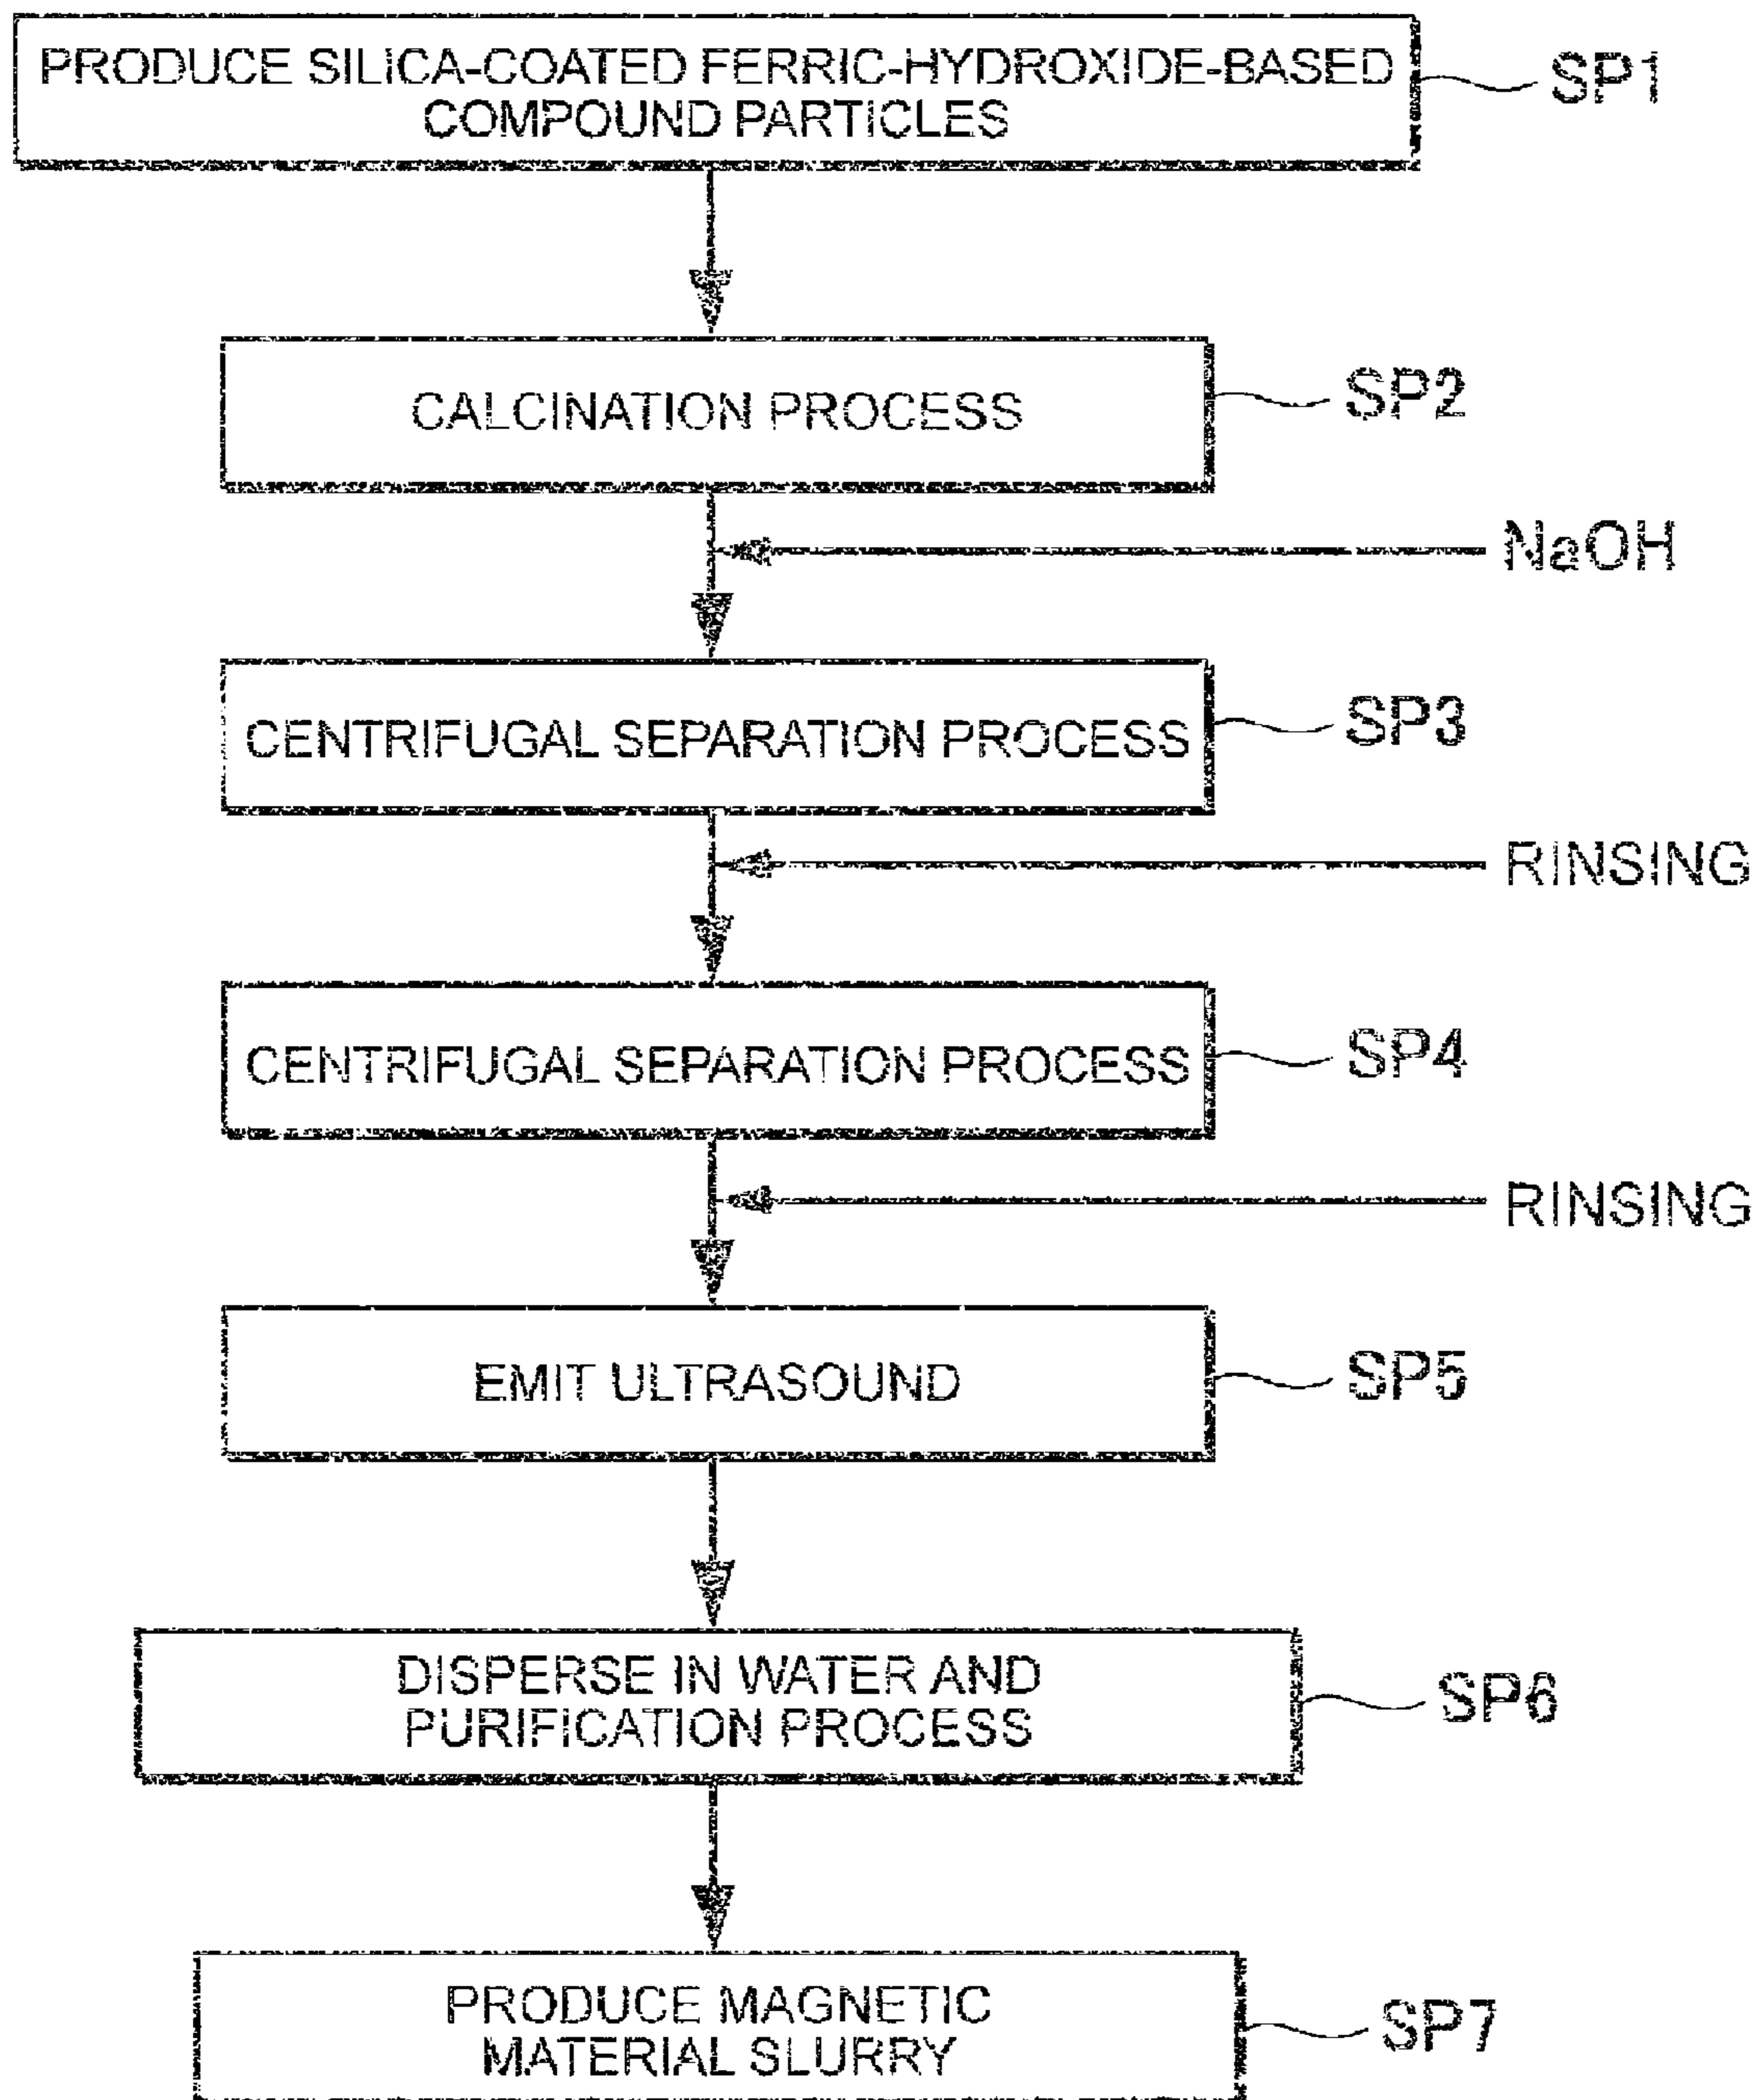 PRODUCE SILICA-COATED FERRIC-HYDROXIDE-BASED
COMPOUND PARTICLES
SP1
CALCINATION PROCESS
SP2
NaOH
CENTRIFUGAL SEPARATION PROCESS
SP3
RINSING
CENTRIFUGAL SEPARATION PROCESS
SP4
RINSING
EMIT ULTRASOUND
SP5
DISPERSE IN WATER AND
PURIFICATION PROCESS
SP6
PRODUCE MAGNETIC
MATERIAL SLURRY
SP7